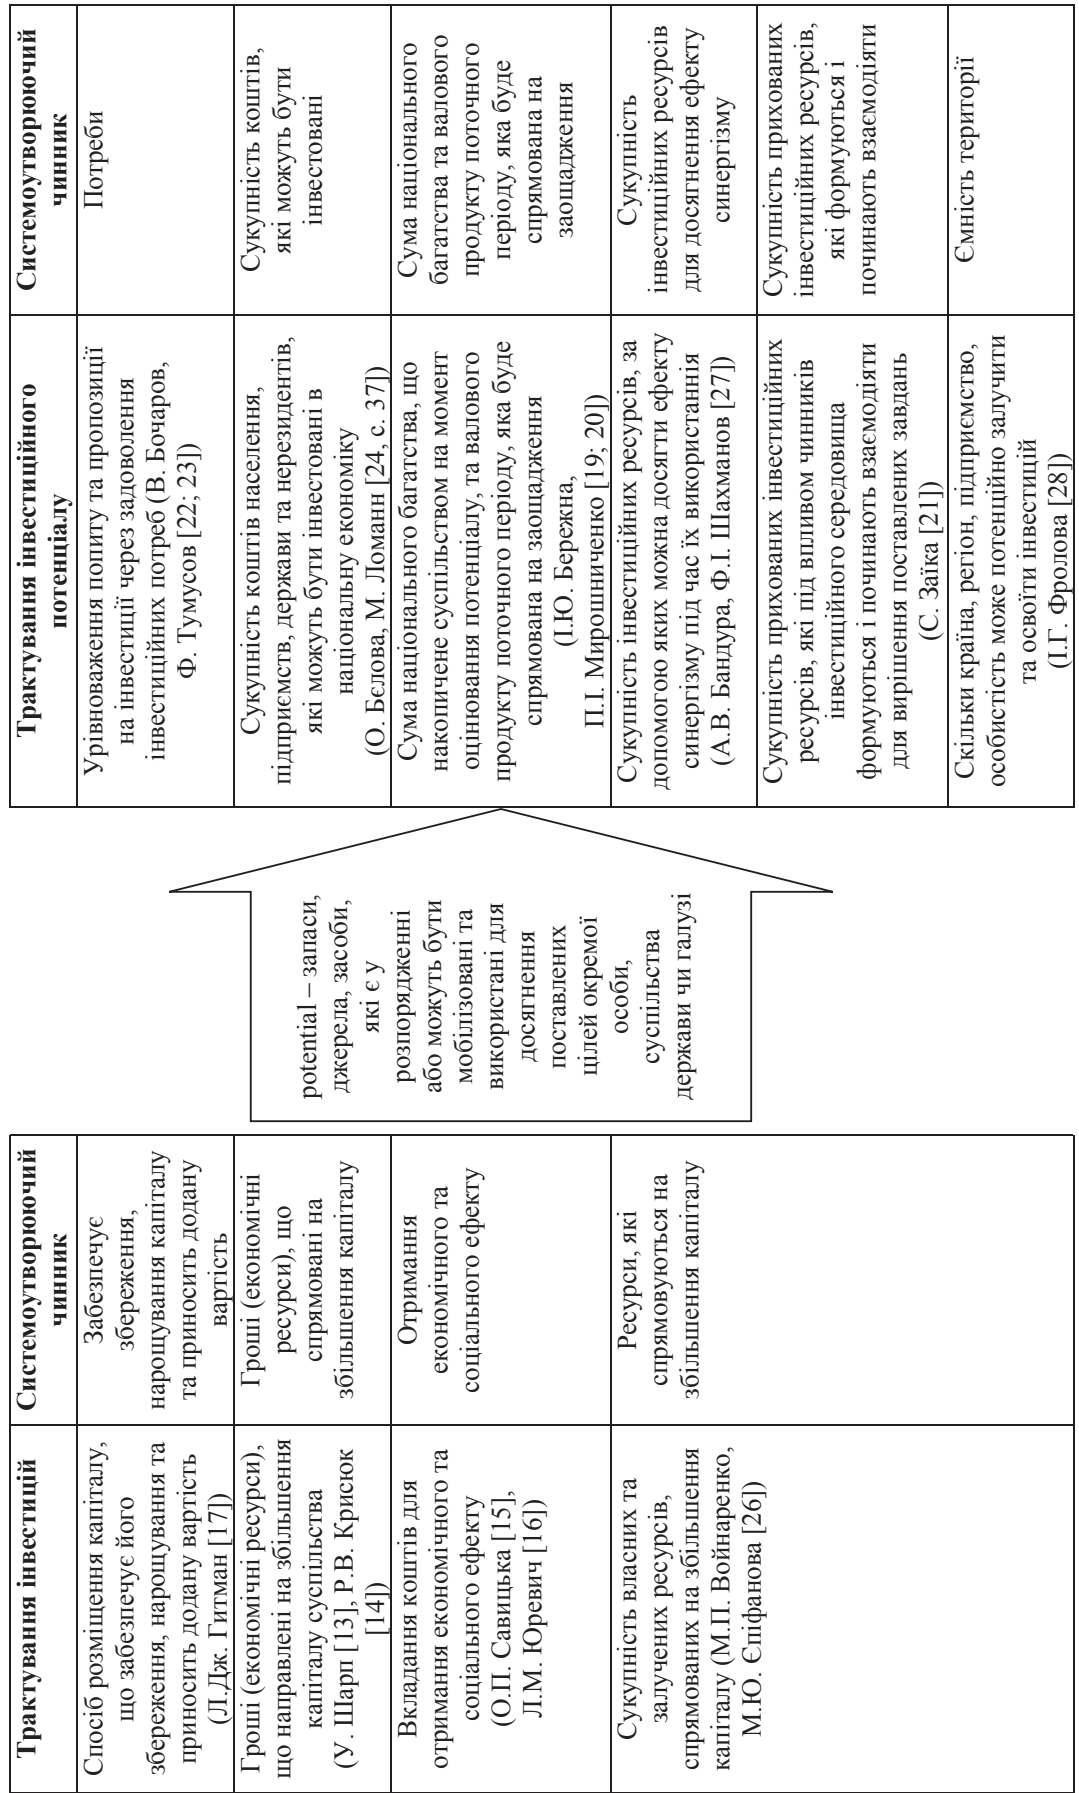 Трактування інвестицій
Системоутворюючий
чинник
Спосіб розміщення капіталу,
що забезпечує його
збереження, нарощування та
приносить додану вартість
(Л.Дж. Гитман [17])
Забезпечує
збереження,
нарощування капіталу
та приносить додану
вартість
Гроші (економічні ресурси),
що направлені на збільшення
капіталу суспільства
(У. Шарп [13], Р.В. Крисюк
[14])
Гроші (економічні
ресурси), що
спрямовані на
збільшення капіталу
Вкладання коштів для
отримання економічного та
соціального ефекту
(О.П. Савицька [15],
Л.М. Юревич [16])
Отримання
економічного та
соціального ефекту
Сукупність власних та
залучених ресурсів,
спрямованих на збільшення
капіталу (М.П. Войнаренко,
М.Ю. Єпіфанова [26])
Ресурси, які
спрямовуються на
збільшення капіталу
potential – запаси,
джерела, засоби,
які є у
розпорядженні
або можуть бути
мобілізовані та
використані для
досягнення
поставлених
цілей окремої
особи,
суспільства
держави чи галузі
Трактування інвестиційного
потенціалу
Системоутворюючий
чинник
Урівноваження попиту та пропозиції
на інвестиції через задоволення
інвестиційних потреб (В. Бочаров,
Ф. Тумусов [22; 23])
Потреби
Сукупність коштів населення,
підприємств, держави та нерезидентів,
які можуть бути інвестовані в
національну економіку
(О. Бєлова, М. Ломанн [24, с. 37])
Сукупність коштів,
які можуть бути
інвестовані
Сума національного багатства, що
накопичене суспільством на момент
оцінювання потенціалу, та валового
продукту поточного періоду, яка буде
спрямована на заощадження
(І.Ю. Бережна,
П.І. Мирошниченко [19; 20])
Сума національного
багатства та валового
продукту поточного
періоду, яка буде
спрямована на
заощадження
Сукупність інвестиційних ресурсів, за
допомогою яких можна досягти ефекту
синергізму під час їх використання
(А.В. Бандура, Ф.І. Шахманов [27])
Сукупність
інвестиційних ресурсів
для досягнення ефекту
синергізму
Сукупність прихованих інвестиційних
ресурсів, які під впливом чинників
інвестиційного середовища
формуються і починають взаємодіяти
для вирішення поставлених завдань
(С. Заїка [21])
Сукупність прихованих
інвестиційних ресурсів,
які формуються і
починають взаємодіяти
Скільки країна, регіон, підприємство,
особистість може потенційно залучити
та освоїти інвестицій
(І.Г. Фролова [28])
Ємність території